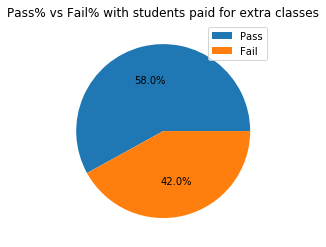 Pass% vs Fail% with students paid for extra classes
Pass
Fail
58.0%
42.0%